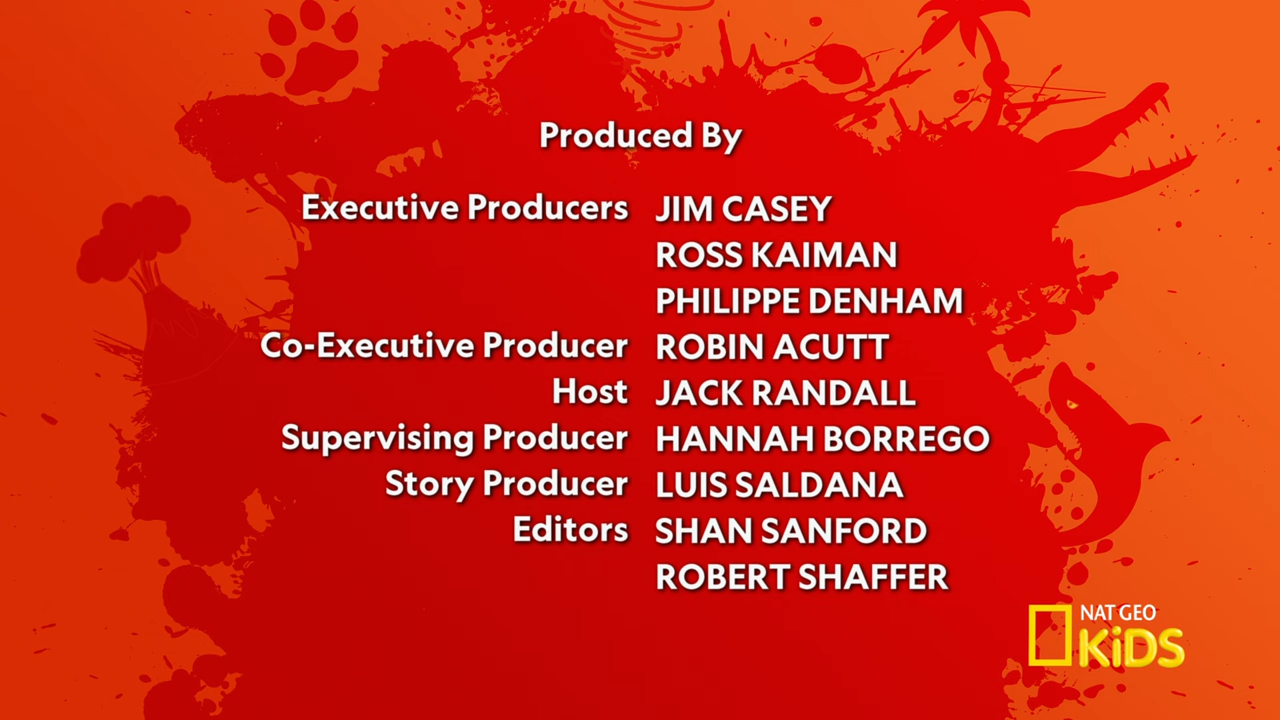 Produced By
Executive Producers JIM CASEY
ROSS KAIMAN
PHILIPPE DENHAM
Co-Executive Producer ROBIN ACUTT
Host JACK RANDALL
Supervising Producer HANNAH BORREGO
Story Producer LUIS SALDANA
Editors SHAN SANFORD
ROBERT SHAFFER
NAT GEO
KiDS